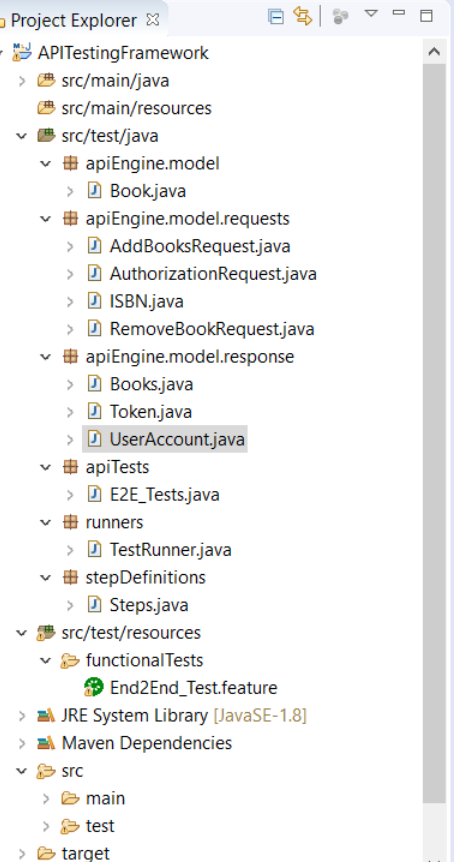 Project Explorer
APITestingFramework
src/main/java
src/main/resources
src/test/java
apiEngine.model
Book.java
apiEngine.model.requests
AddBooksRequest.java
AuthorizationRequest.java
ISBN.java
RemoveBookRequest.java
apiEngine.model.response
Books.java
Token.java
UserAccount.java
apiTests
E2E_Tests.java
runners
TestRunner.java
stepDefinitions
Steps.java
src/test/resources
functionalTests
End2End_Test.feature
JRE System Library [JavaSE-1.8]
Maven Dependencies
src
main
test
target